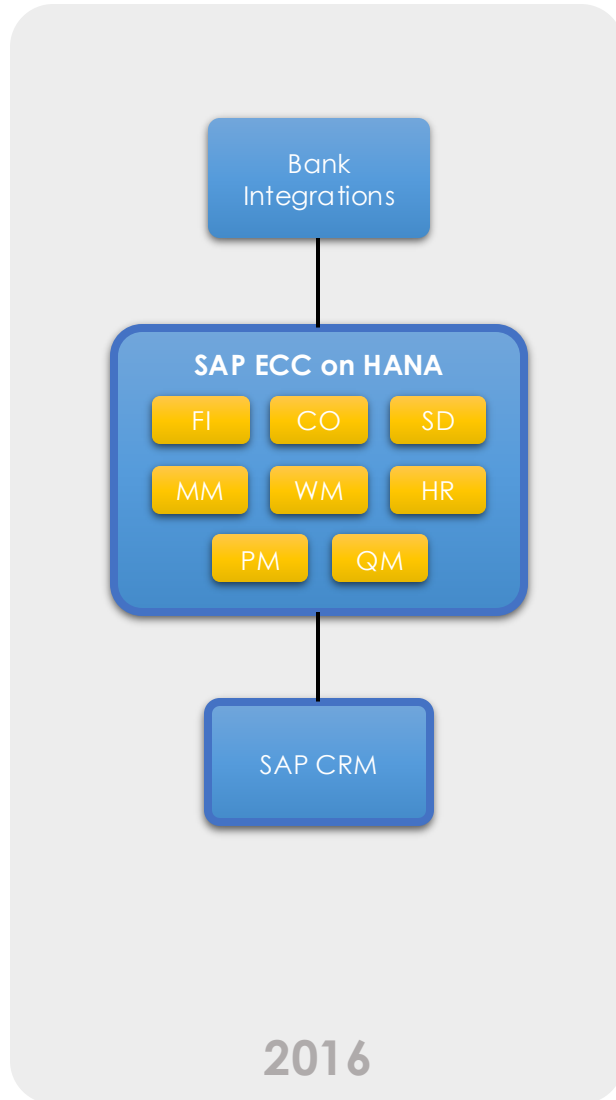 Bank
Integrations
SAP ECC on HANA
FI CO SD
MM WM HR
PM QM
SAP CRM
2016